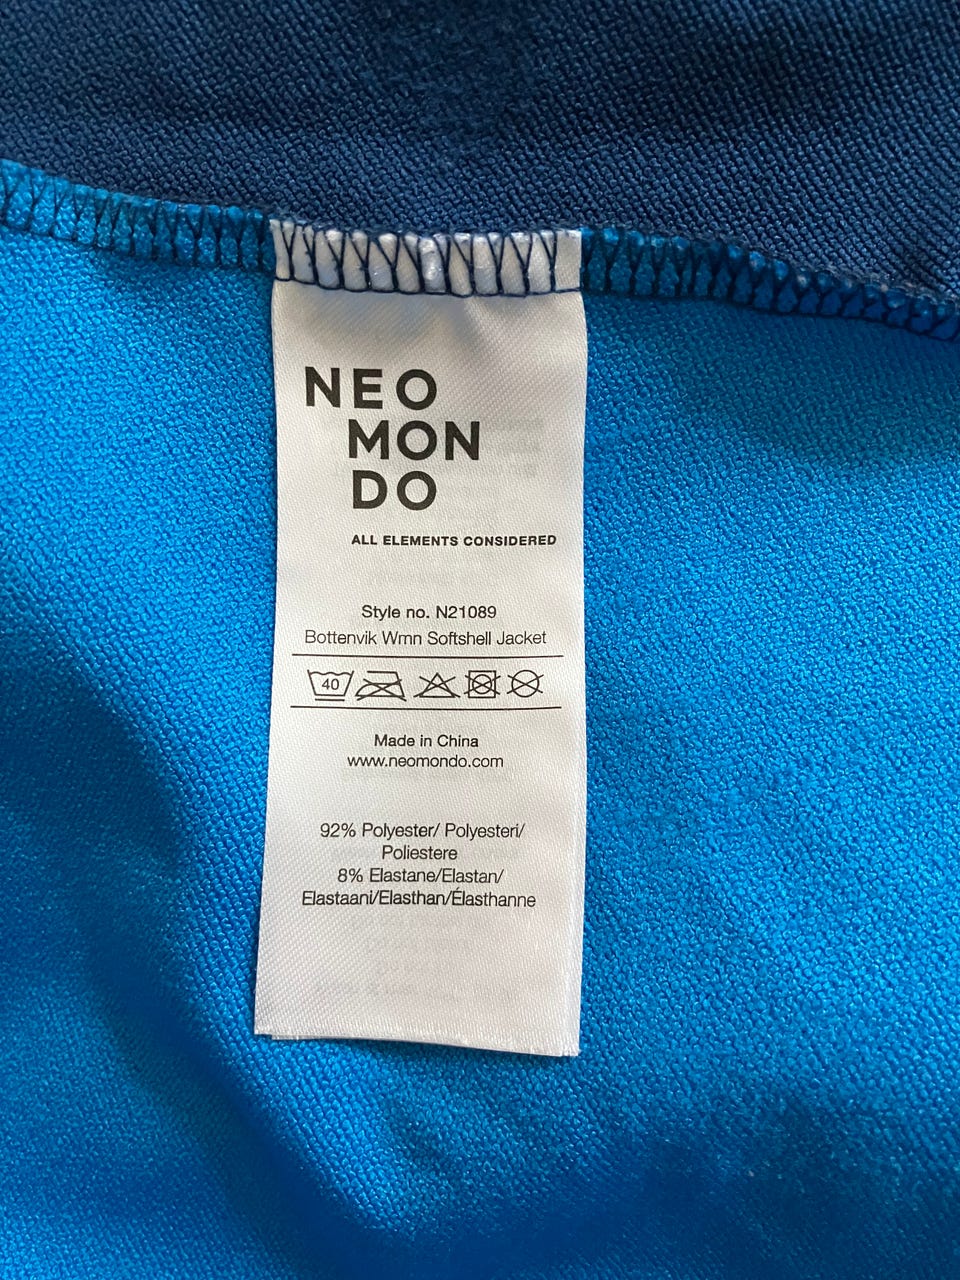 NEO
MON
DO
ALL ELEMENTS CONSIDERED
Style no. N21089
Bottenvik Wmn Softshell Jacket
40
Made in China
www.neomondo.com
92% Polyester/ Polyesteri/
Poliestere
8% Elastane/Elastan/
Elastaani/Elasthan/Élasthanne